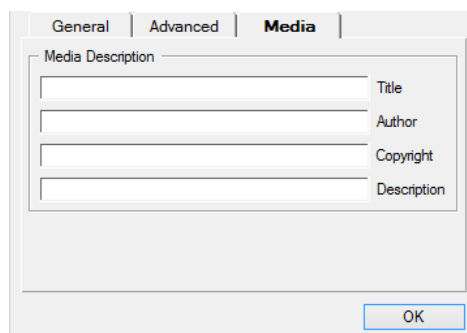 General Advanced Media
Media Description
Title
Author
Copyright
Description
OK